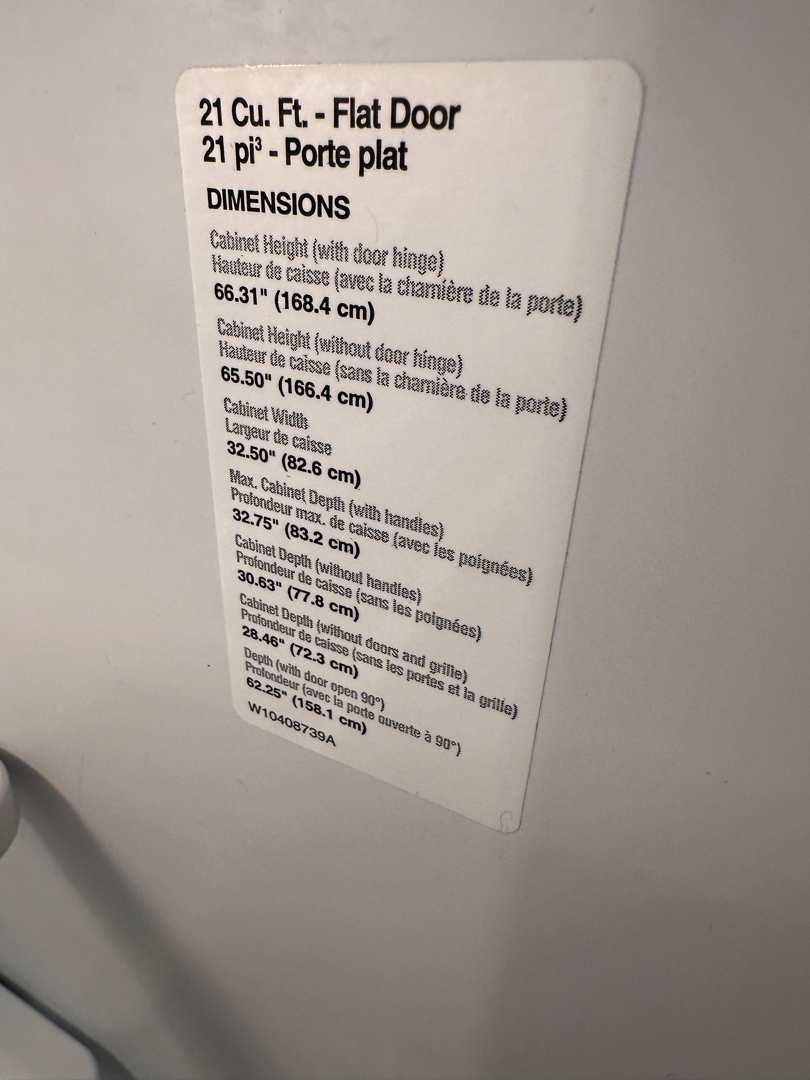 21 Cu. Ft. - Flat Door
21 pi³ - Porte plat
DIMENSIONS
Cabinet Height (with door hinge)
Hauteur de caisse (avec la charnière de la porte)
66.31" (168.4 cm)
Cabinet Height (without door hinge)
Hauteur de caisse (sans la charnière de la porte)
65.50" (166.4 cm)
Cabinet Width
Largeur de caisse
32.50" (82.6 cm)
Max. Cabinet Depth (with handles)
Profondeur max. de caisse (avec les poignées)
32.75" (83.2 cm)
Cabinet Depth (without handles)
Profondeur de caisse (sans les poignées)
30.63" (77.8 cm)
Cabinet Depth (without doors and grille)
Profondeur de caisse (sans les portes et la grille)
28.46" (72.3 cm)
Depth (with door open 90°)
Profondeur (avec la porte ouverte à 90°)
62.25" (158.1 cm)
W10408739A